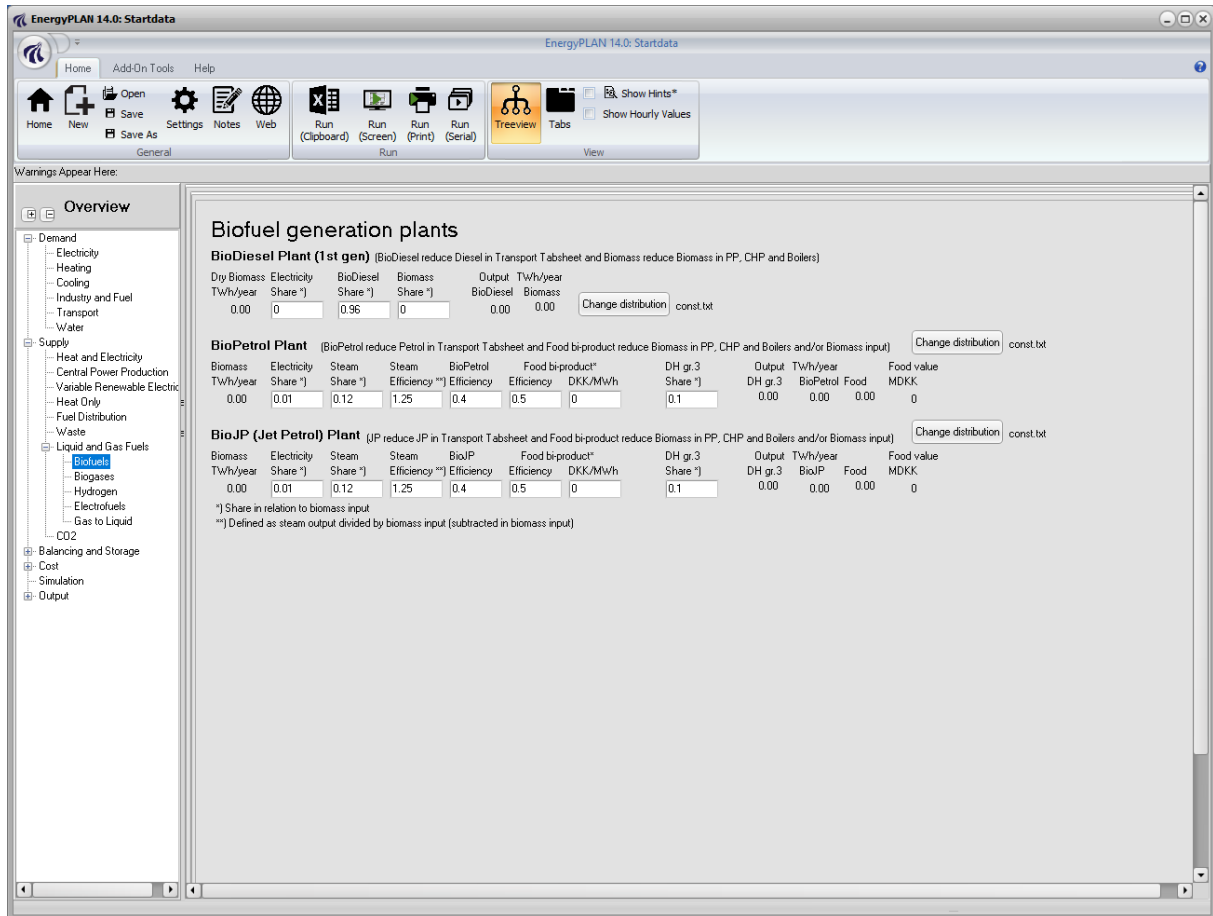 EnergyPLAN 14.0: Startdata
EnergyPLAN 14.0: Startdata
Home Add-On Tools Help
Home New Open Save Save As Settings Notes Web
General
Run (Clipboard) Run (Screen) Run (Print) Run (Serial)
Run
Treeview Tabs Show Hints* Show Hourly Values
View
Warnings Appear Here:
Overview
Demand
Electricity
Heating
Cooling
Industry and Fuel
Transport
Water
Supply
Heat and Electricity
Central Power Production
Variable Renewable Electric
Heat Only
Fuel Distribution
Waste
Liquid and Gas Fuels
Biofuels
Biogases
Hydrogen
Electrofuels
Gas to Liquid
CO2
Balancing and Storage
Cost
Simulation
Output
Biofuel generation plants
BioDiesel Plant (1st gen) (BioDiesel reduce Diesel in Transport Tabsheet and Biomass reduce Biomass in PP, CHP and Boilers)
Dry Biomass Electricity BioDiesel Biomass Output TWh/year
TWh/year Share *) Share *) Share *) BioDiesel Biomass
0.00 0 0.96 0 0.00 0.00 Change distribution const.txt
BioPetrol Plant (BioPetrol reduce Petrol in Transport Tabsheet and Food bi-product reduce Biomass in PP, CHP and Boilers and/or Biomass input) Change distribution const.txt
Biomass Electricity Steam Steam BioPetrol Food bi-product* DH gr.3 Output TWh/year Food value
TWh/year Share *) Share *) Efficiency **) Efficiency Efficiency DKK/MWh Share *) DH gr.3 BioPetrol Food MDKK
0.00 0.01 0.12 1.25 0.4 0.5 0 0.1 0.00 0.00 0.00 0
BioJP (Jet Petrol) Plant (JP reduce JP in Transport Tabsheet and Food bi-product reduce Biomass in PP, CHP and Boilers and/or Biomass input) Change distribution const.txt
Biomass Electricity Steam Steam BioJP Food bi-product* DH gr.3 Output TWh/year Food value
TWh/year Share *) Share *) Efficiency **) Efficiency Efficiency DKK/MWh Share *) DH gr.3 BioJP Food MDKK
0.00 0.01 0.12 1.25 0.4 0.5 0 0.1 0.00 0.00 0.00 0
*) Share in relation to biomass input
**) Defined as steam output divided by biomass input (subtracted in biomass input)